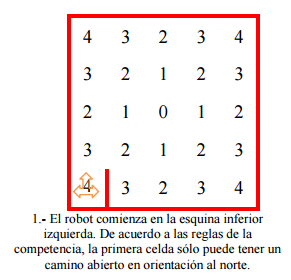 4 3 2 3 4
3 2 1 2 3
2 1 0 1 2
3 2 1 2 3
4 3 2 3 4
1.- El robot comienza en la esquina inferior
izquierda. De acuerdo a las reglas de la
competencia, la primera celda sólo puede tener un
camino abierto en orientación al norte.